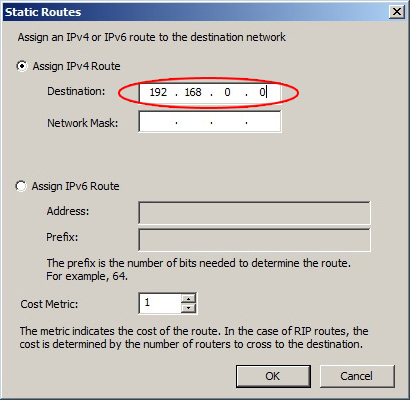 Static Routes
Assign an IPv4 or IPv6 route to the destination network
Assign IPv4 Route
Destination: 192 . 168 . 0 . 0
Network Mask: . . .
Assign IPv6 Route
Address:
Prefix:
The prefix is the number of bits needed to determine the route.
For example, 64.
Cost Metric: 1
The metric indicates the cost of the route. In the case of RIP routes, the
cost is determined by the number of routers to cross to the destination.
OK Cancel